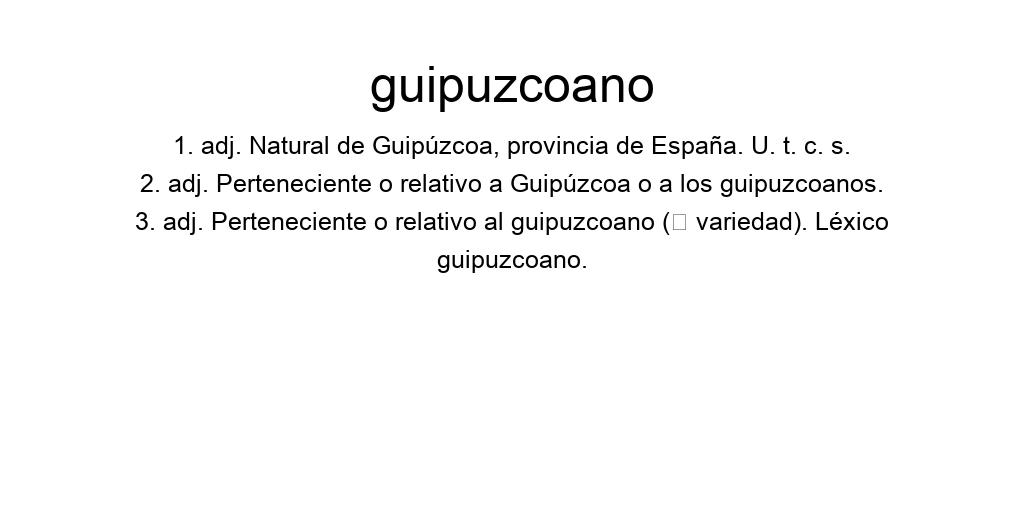 guipuzcoano
1. adj. Natural de Guipúzcoa, provincia de España. U. t. c. s.
2. adj. Perteneciente o relativo a Guipúzcoa o a los guipuzcoanos.
3. adj. Perteneciente o relativo al guipuzcoano (□ variedad). Léxico
guipuzcoano.